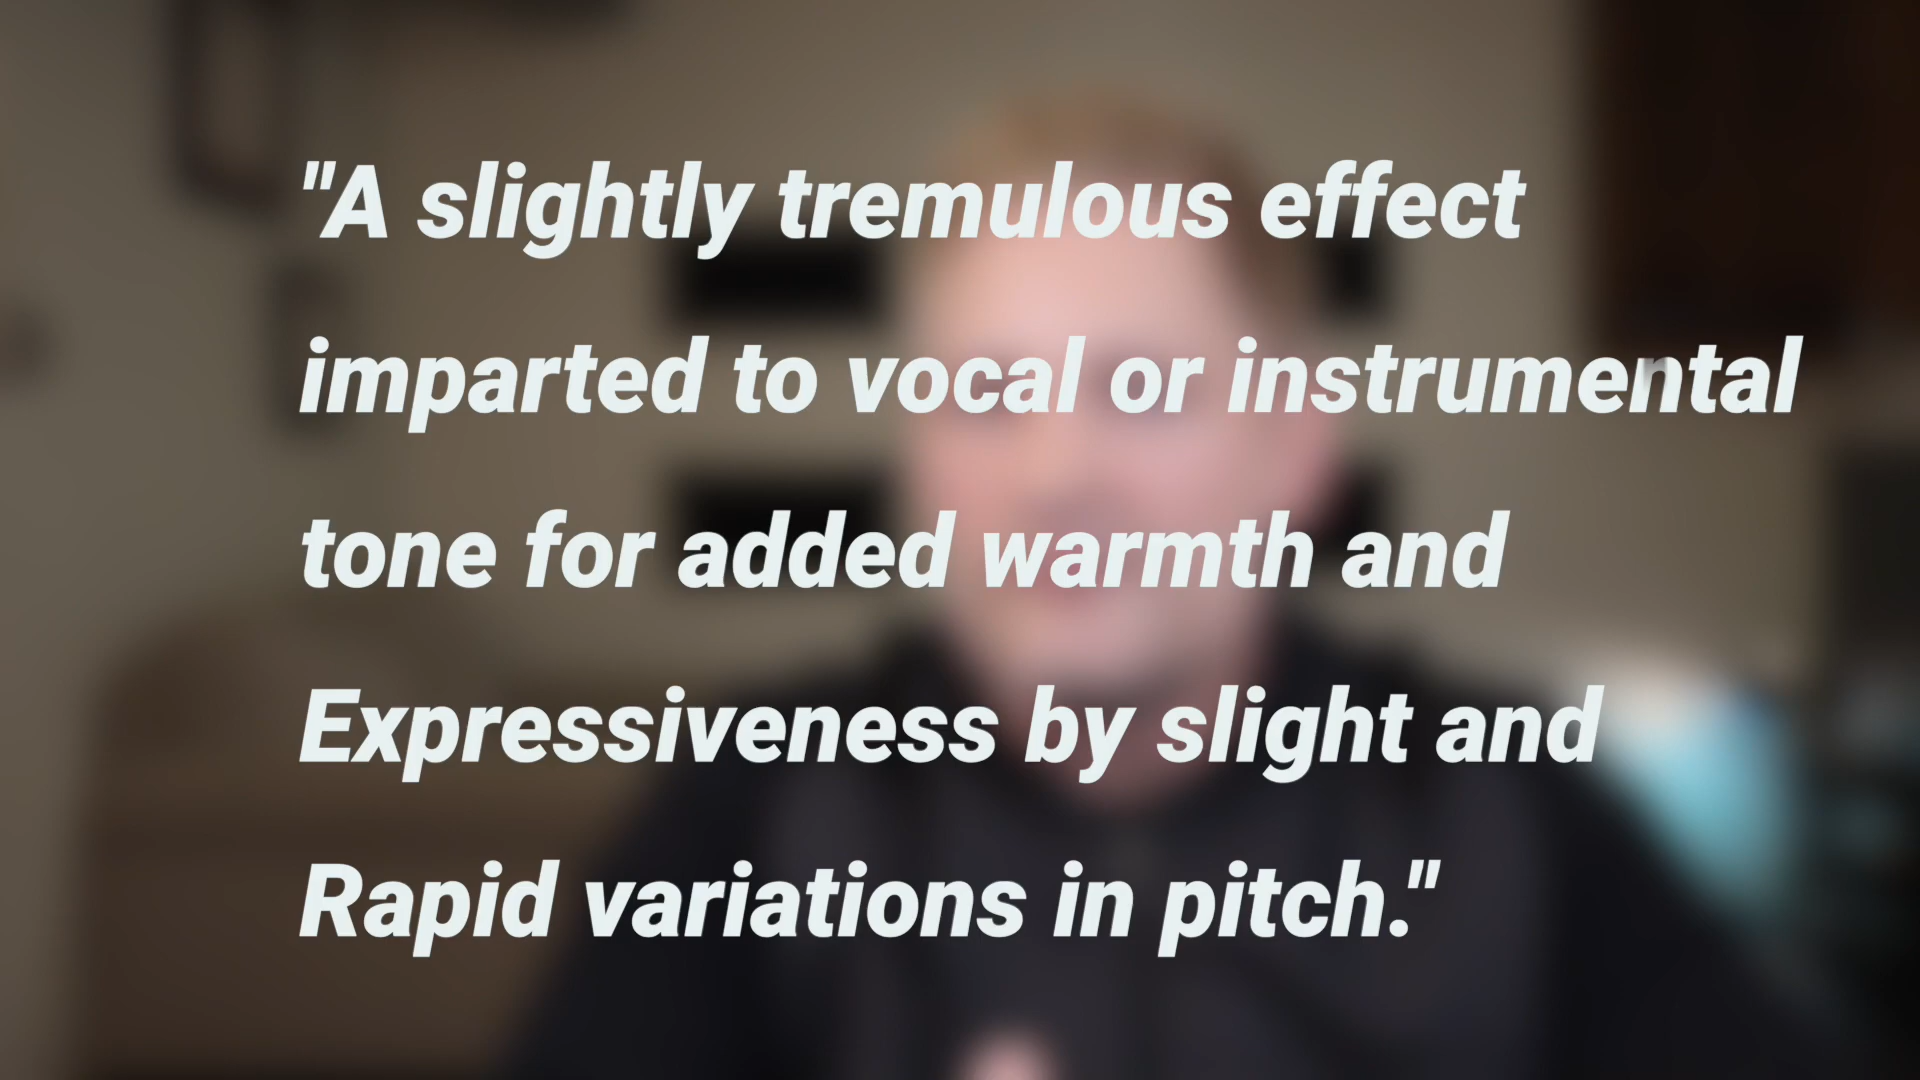 "A slightly tremulous effect
imparted to vocal or instrumental
tone for added warmth and
Expressiveness by slight and
Rapid variations in pitch."